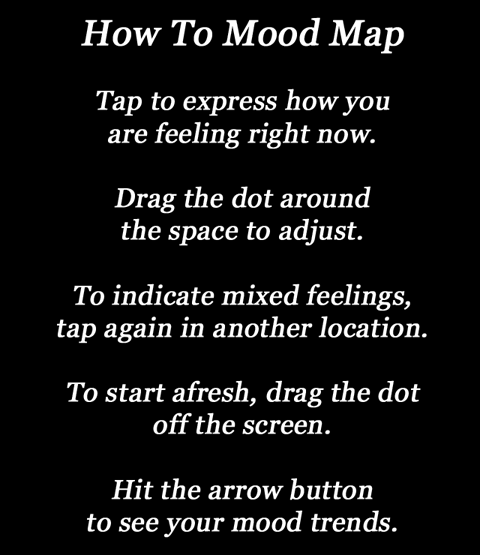 How To Mood Map
Tap to express how you
are feeling right now.
Drag the dot around
the space to adjust.
To indicate mixed feelings,
tap again in another location.
To start afresh, drag the dot
off the screen.
Hit the arrow button
to see your mood trends.